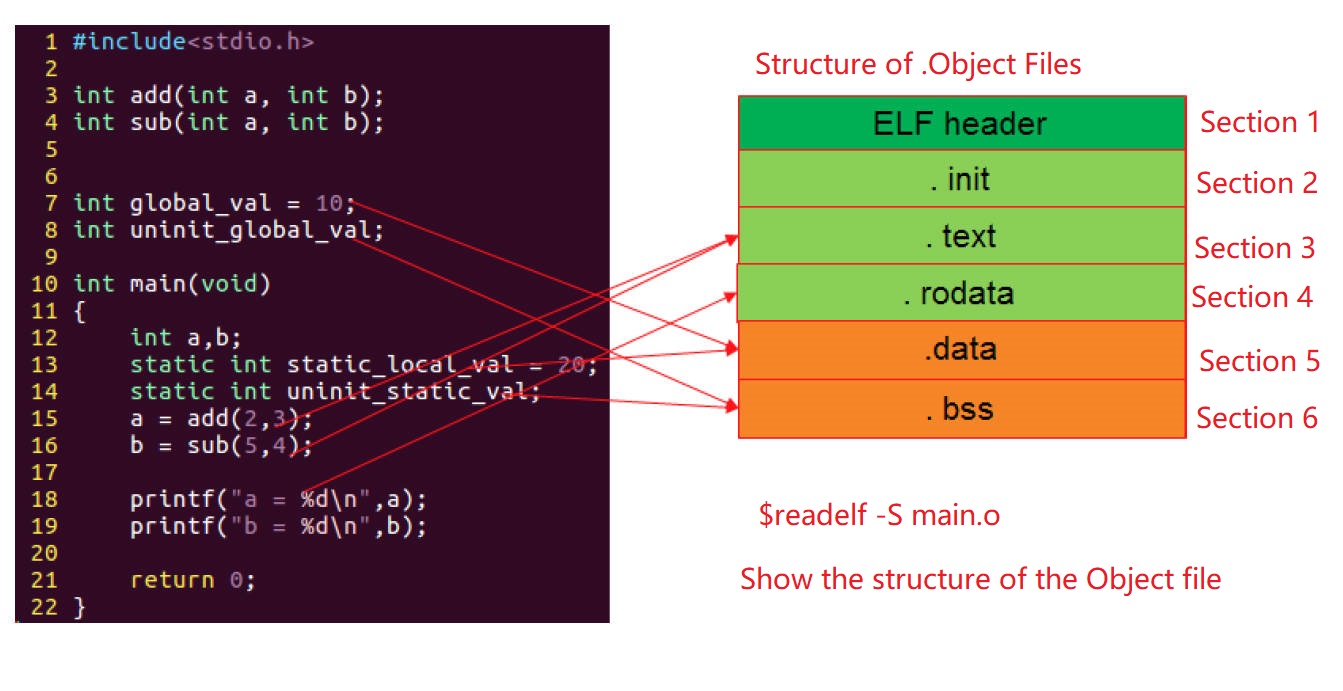 1 #include<stdio.h>
2
3 int add(int a, int b);
4 int sub(int a, int b);
5
6
7 int global_val = 10;
8 int uninit_global_val;
9
10 int main(void)
11 {
12     int a,b;
13     static int static_local_val = 20;
14     static int uninit_static_val;
15     a = add(2,3);
16     b = sub(5,4);
17
18     printf("a = %d\n",a);
19     printf("b = %d\n",b);
20
21     return 0;
22 }
Structure of .Object Files
ELF header Section 1
. init Section 2
. text Section 3
. rodata Section 4
.data Section 5
. bss Section 6
$readelf -S main.o
Show the structure of the Object file